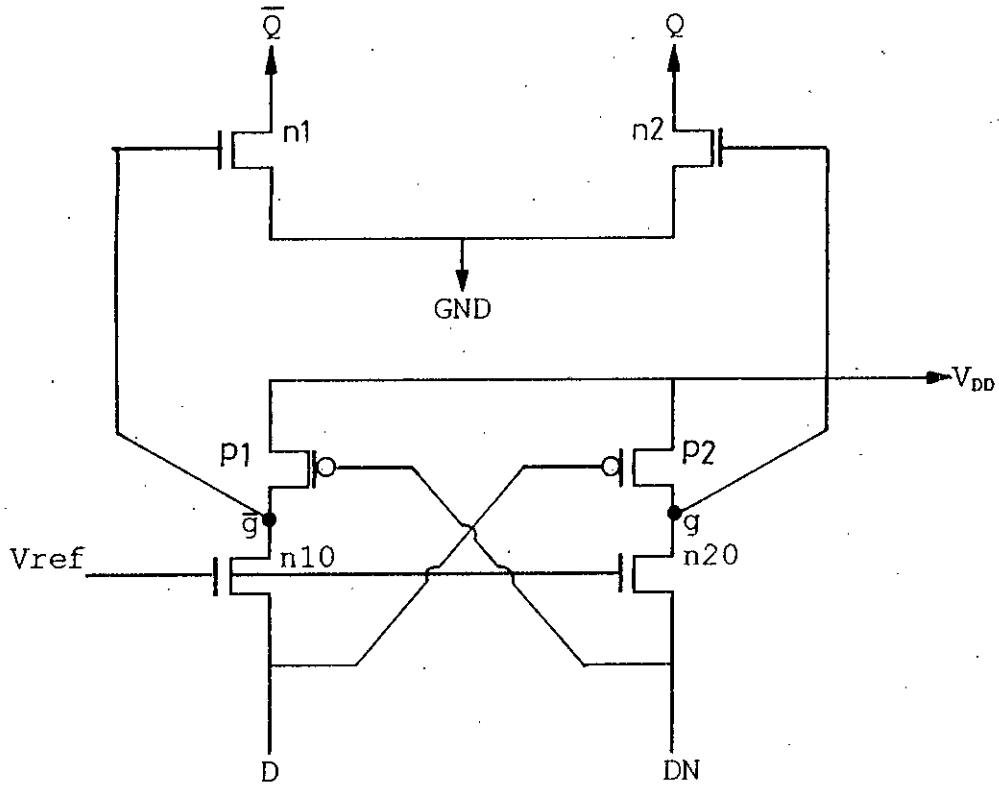 Q̅ Q
n1 n2
GND
V_DD
p1 p2
g̅ g
Vref n10 n20
D DN